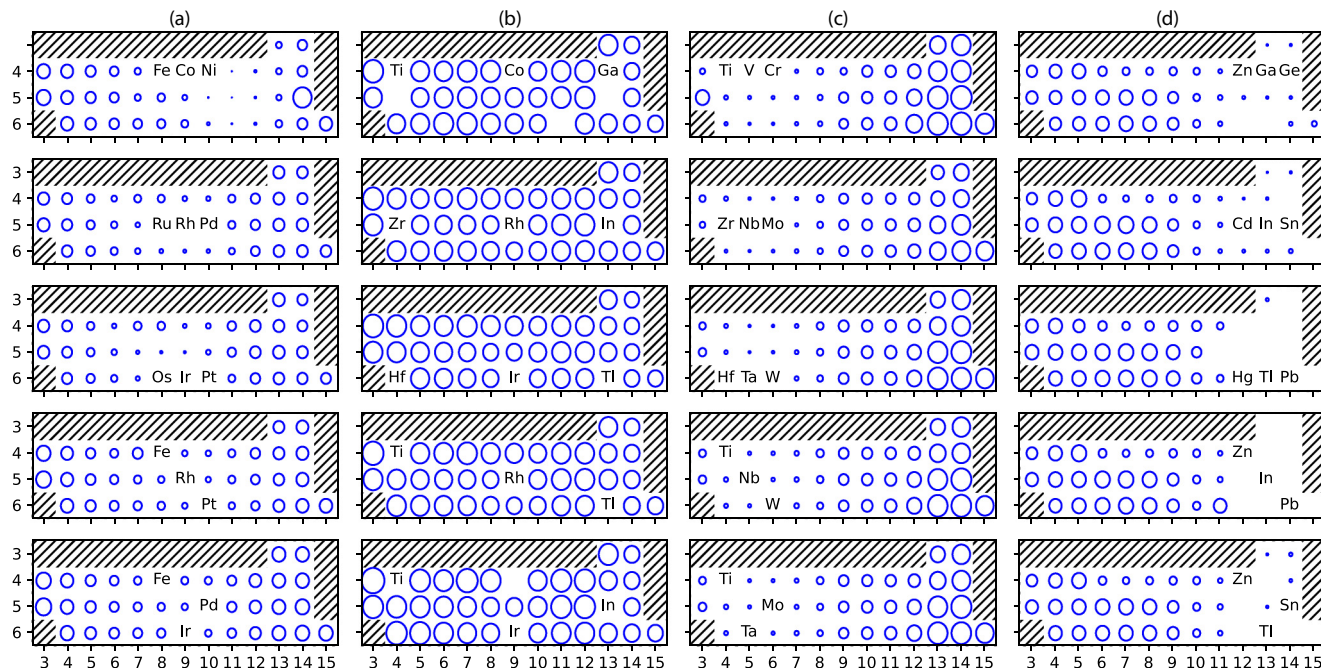 (a) (b) (c) (d)
4 Fe Co Ni Ti Co Ga Ti V Cr Zn Ga Ge
5
6
3
4
5 Ru Rh Pd Zr Rh In Zr Nb Mo Cd In Sn
6
3
4
5
6 Os Ir Pt Hf Ir Tl Hf Ta W Hg Tl Pb
3
4 Fe Ti Ti Zn
5 Rh Rh Nb In
6 Pt Tl W Pb
3
4 Fe Ti Ti Zn
5 Pd In Mo Sn
6 Ir Ir Ta Tl
3 4 5 6 7 8 9 10 11 12 13 14 15 3 4 5 6 7 8 9 10 11 12 13 14 15 3 4 5 6 7 8 9 10 11 12 13 14 15 3 4 5 6 7 8 9 10 11 12 13 14 15